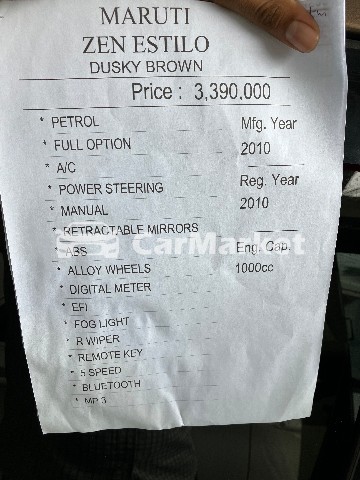 MARUTI
ZEN ESTILO
DUSKY BROWN
Price : 3,390,000
* PETROL
* FULL OPTION
* A/C
* POWER STEERING
* MANUAL
* RETRACTABLE MIRRORS
* ABS
* ALLOY WHEELS
* DIGITAL METER
* EFI
* FOG LIGHT
* R WIPER
* REMOTE KEY
* 5 SPEED
* BLUETOOTH
* MP 3
Mfg. Year
2010
Reg. Year
2010
Eng. Cap.
1000cc
CarMarket